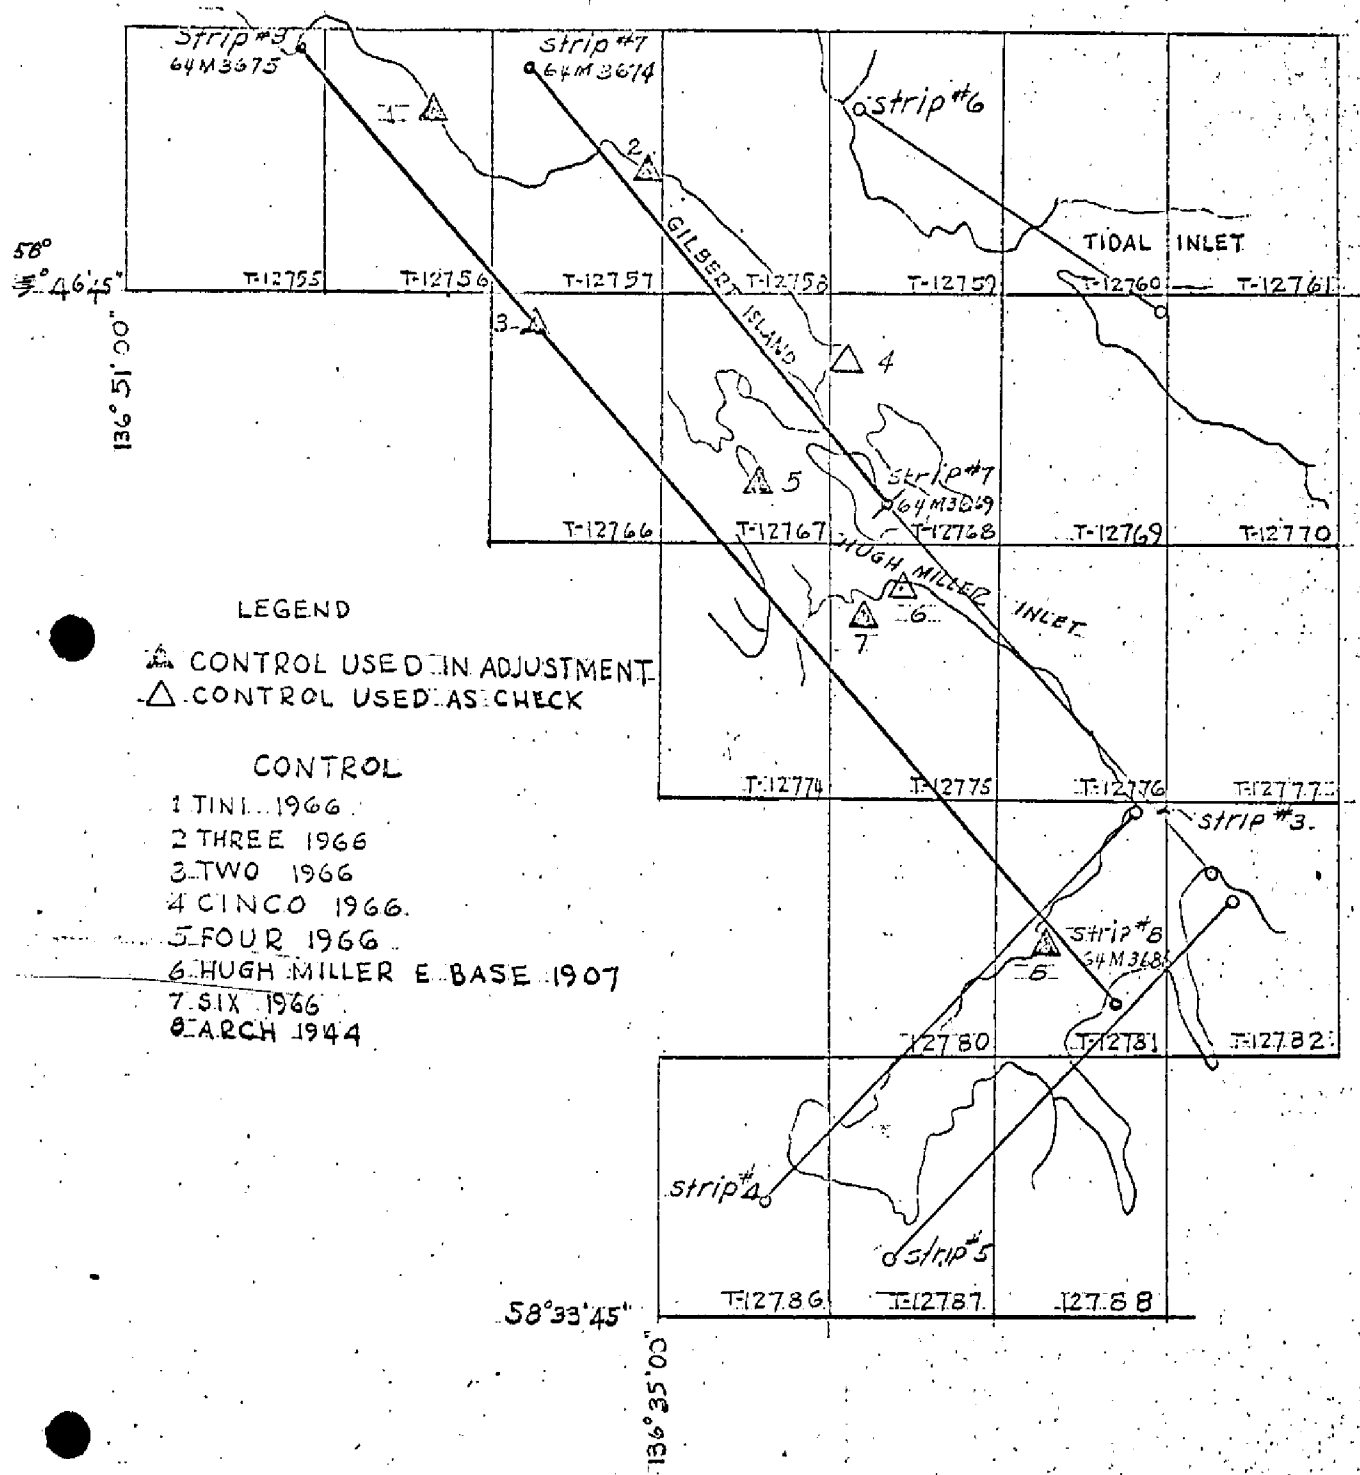 strip #8
64M3675
strip #7
64M3674
strip #6
1
2
GILBERT ISLAND
TIDAL INLET
58°
46'45"
T-12755
T-12756
T-12757
T-12758
T-12759
T-12760
T-12761
136° 51' 00"
3
4
5
strip #7
64M3669
T-12766
T-12767
T-12768
T-12769
T-12770
HUGH MILLER INLET
6
7
LEGEND
CONTROL USED IN ADJUSTMENT
CONTROL USED AS CHECK
T-12774
T-12775
T-12776
T-12777
strip #3
CONTROL
1 TINI 1966
2 THREE 1966
3 TWO 1966
4 CINCO 1966
5 FOUR 1966
6 HUGH MILLER E BASE 1907
7 SIX 1966
8 ARCH 1944
strip #8
64M368
8
12780
T-12781
T-12782
strip #4
strip #5
T-12786
T-12787
12788
58°33'45"
136°35'00"